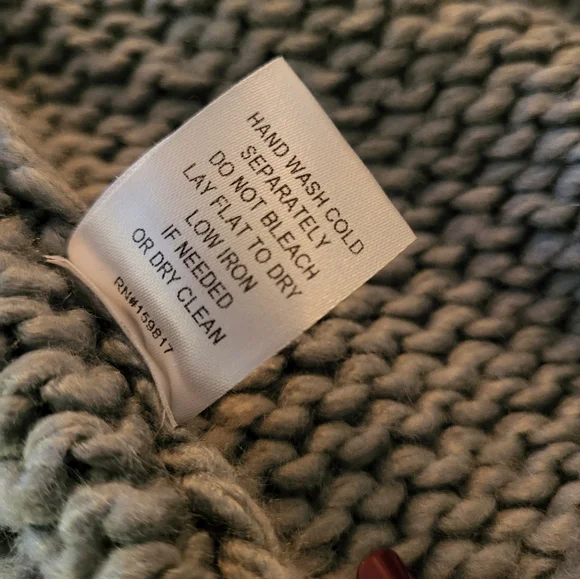 HAND WASH COLD
SEPARATELY
DO NOT BLEACH
LAY FLAT TO DRY
LOW IRON
IF NEEDED
OR DRY CLEAN
RN#159817